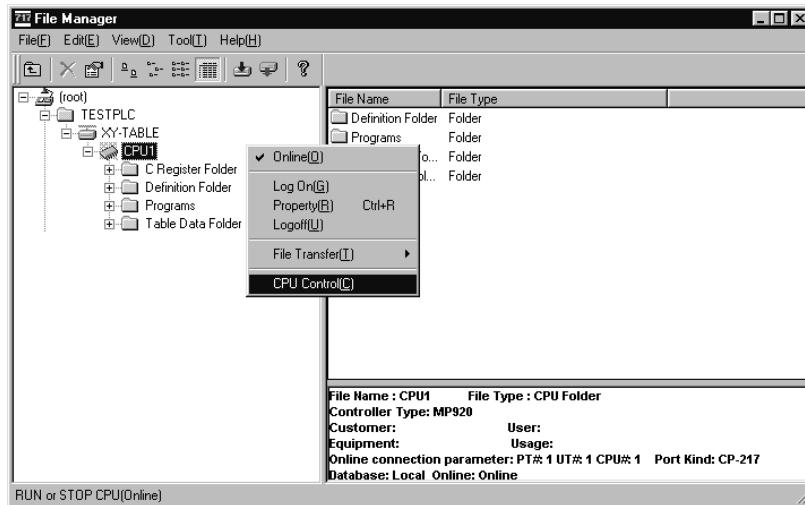 717 File Manager
File(F) Edit(E) View(D) Tool(T) Help(H)
(root)
TESTPLC
XY-TABLE
CPU1
C Register Folder
Definition Folder
Programs
Table Data Folder
Online(O)
Log On(G)
Property(R) Ctrl+R
Logoff(U)
File Transfer(T)
CPU Control(C)
File Name File Type
Definition Folder Folder
Programs Folder
Folder
Folder
File Name : CPU1 File Type : CPU Folder
Controller Type: MP920
Customer: User:
Equipment: Usage:
Online connection parameter: PT#: 1 UT#: 1 CPU#: 1 Port Kind: CP-217
Database: Local Online: Online
RUN or STOP CPU(Online)